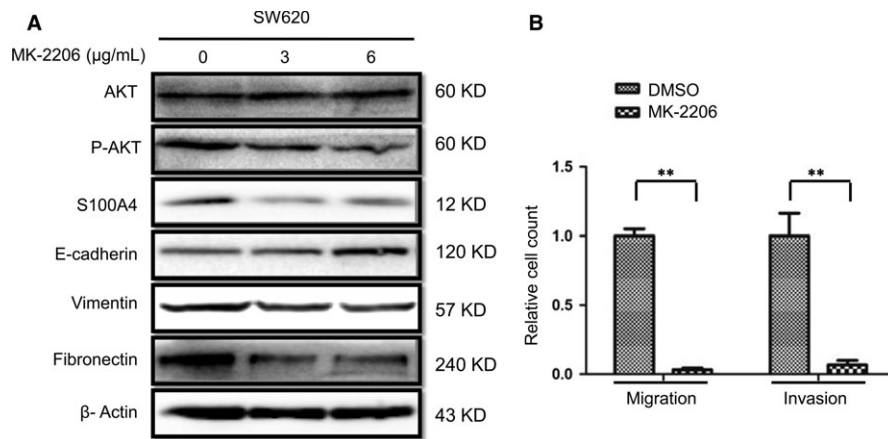 A
SW620
MK-2206 (µg/mL) 0 3 6
AKT 60 KD
P-AKT 60 KD
S100A4 12 KD
E-cadherin 120 KD
Vimentin 57 KD
Fibronectin 240 KD
β- Actin 43 KD
B
DMSO
MK-2206
Relative cell count
1.5
1.0
0.5
0.0
** **
Migration Invasion